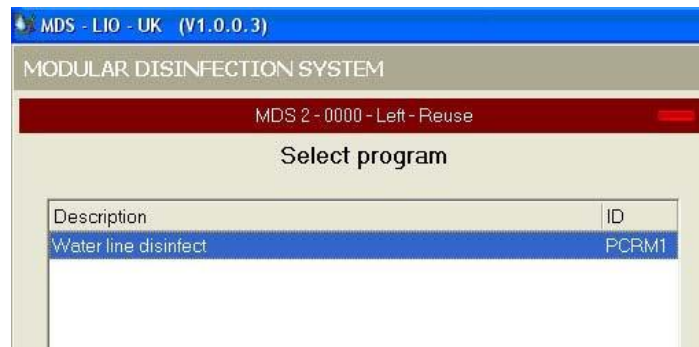 MDS - LIO - UK (V1.0.0.3)
MODULAR DISINFECTION SYSTEM
MDS 2 - 0000 - Left - Reuse
Select program
Description ID
Water line disinfect PCRM1